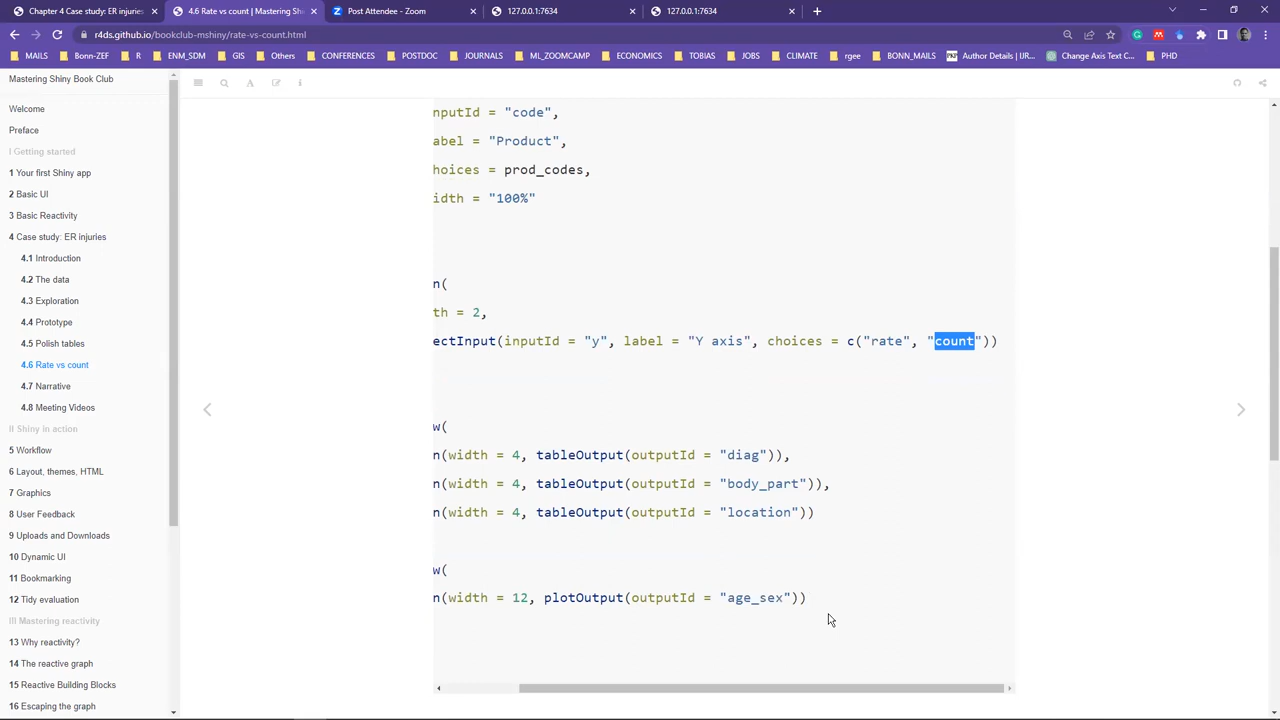 Chapter 4 Case study: ER injuries
4.6 Rate vs count | Mastering Shi
Post Attendee - Zoom
127.0.0.1:7634
127.0.0.1:7634
r4ds.github.io/bookclub-mshiny/rate-vs-count.html
MAILS
Bonn-ZEF
R
ENM_SDM
GIS
Others
CONFERENCES
POSTDOC
JOURNALS
ML_ZOOMCAMP
ECONOMICS
TOBIAS
JOBS
CLIMATE
rgee
BONN_MAILS
Author Details | IJR...
Change Axis Text C...
PHD
Mastering Shiny Book Club
Welcome
Preface
I Getting started
1 Your first Shiny app
2 Basic UI
3 Basic Reactivity
4 Case study: ER injuries
4.1 Introduction
4.2 The data
4.3 Exploration
4.4 Prototype
4.5 Polish tables
4.6 Rate vs count
4.7 Narrative
4.8 Meeting Videos
II Shiny in action
5 Workflow
6 Layout, themes, HTML
7 Graphics
8 User Feedback
9 Uploads and Downloads
10 Dynamic UI
11 Bookmarking
12 Tidy evaluation
III Mastering reactivity
13 Why reactivity?
14 The reactive graph
15 Reactive Building Blocks
16 Escaping the graph
nputId = "code",
abel = "Product",
hoices = prod_codes,
idth = "100%"
n(
th = 2,
ectInput(inputId = "y", label = "Y axis", choices = c("rate", "count"))
w(
n(width = 4, tableOutput(outputId = "diag")),
n(width = 4, tableOutput(outputId = "body_part")),
n(width = 4, tableOutput(outputId = "location"))
w(
n(width = 12, plotOutput(outputId = "age_sex"))